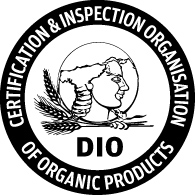 CERTIFICATION & INSPECTION ORGANISATION
DIO
OF ORGANIC PRODUCTS